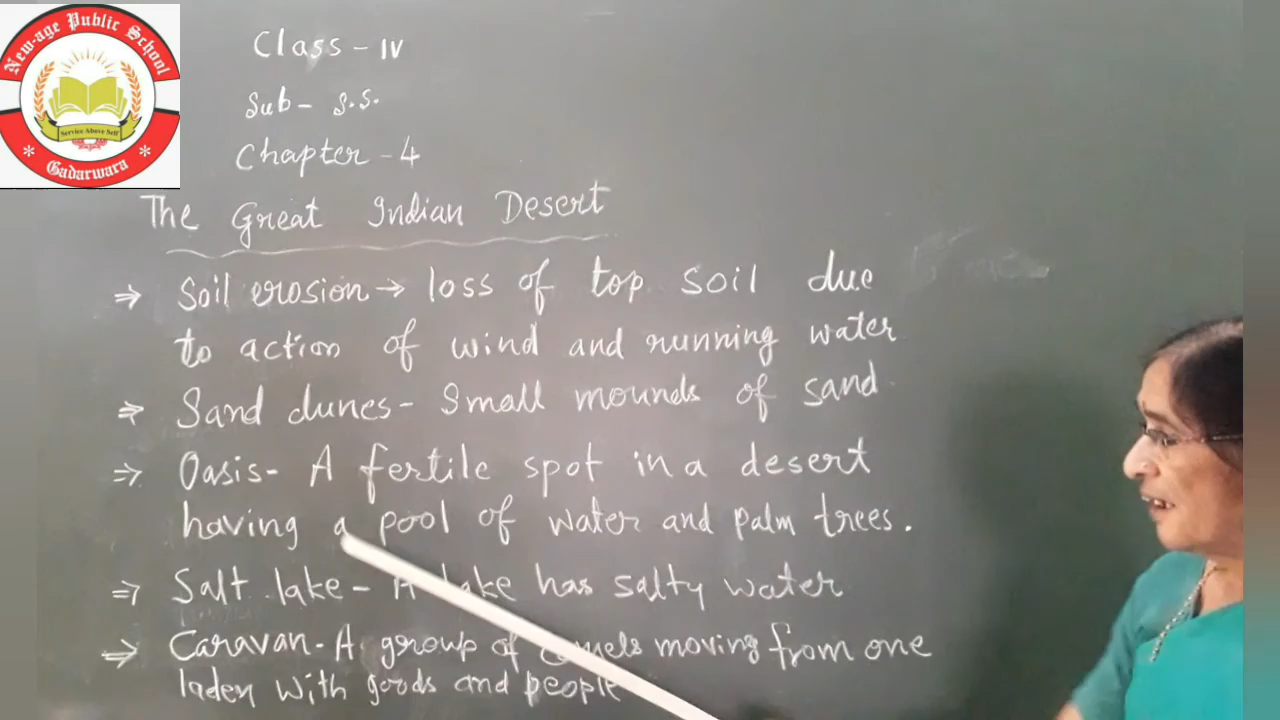 New-age Public School
Service Above Self
Gadarwara
Class - IV
Sub - S.S.
Chapter - 4
The Great Indian Desert
⇒ Soil erosion → loss of top soil due
to action of wind and running water
⇒ Sand dunes - Small mounds of sand
⇒ Oasis - A fertile spot in a desert
having a pool of water and palm trees.
⇒ Salt lake - A lake has salty water
⇒ Caravan - A group of camels moving from one
laden with goods and people